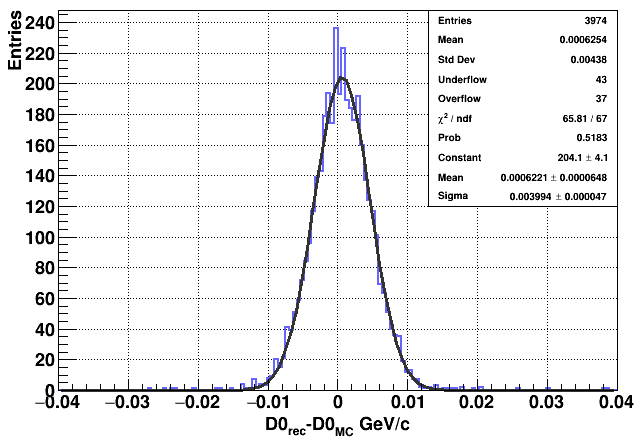 Entries
240
220
200
180
160
140
120
100
80
60
40
20
0
−0.04 −0.03 −0.02 −0.01 0 0.01 0.02 0.03 0.04
D0rec-D0MC GeV/c
Entries 3974
Mean 0.0006254
Std Dev 0.00438
Underflow 43
Overflow 37
χ² / ndf 65.81 / 67
Prob 0.5183
Constant 204.1 ± 4.1
Mean 0.0006221 ± 0.0000648
Sigma 0.003994 ± 0.000047